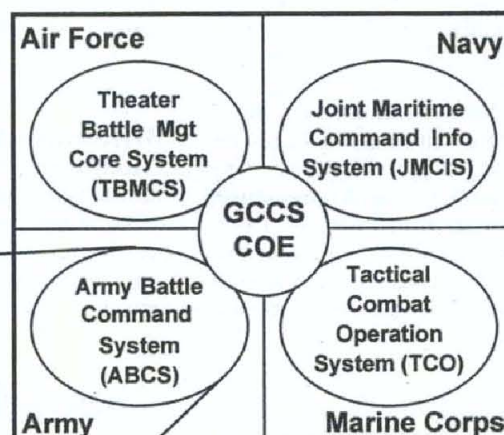 Air Force
Theater
Battle Mgt
Core System
(TBMCS)
Navy
Joint Maritime
Command Info
System (JMCIS)
GCCS
COE
Army Battle
Command
System
(ABCS)
Army
Tactical
Combat
Operation
System (TCO)
Marine Corps